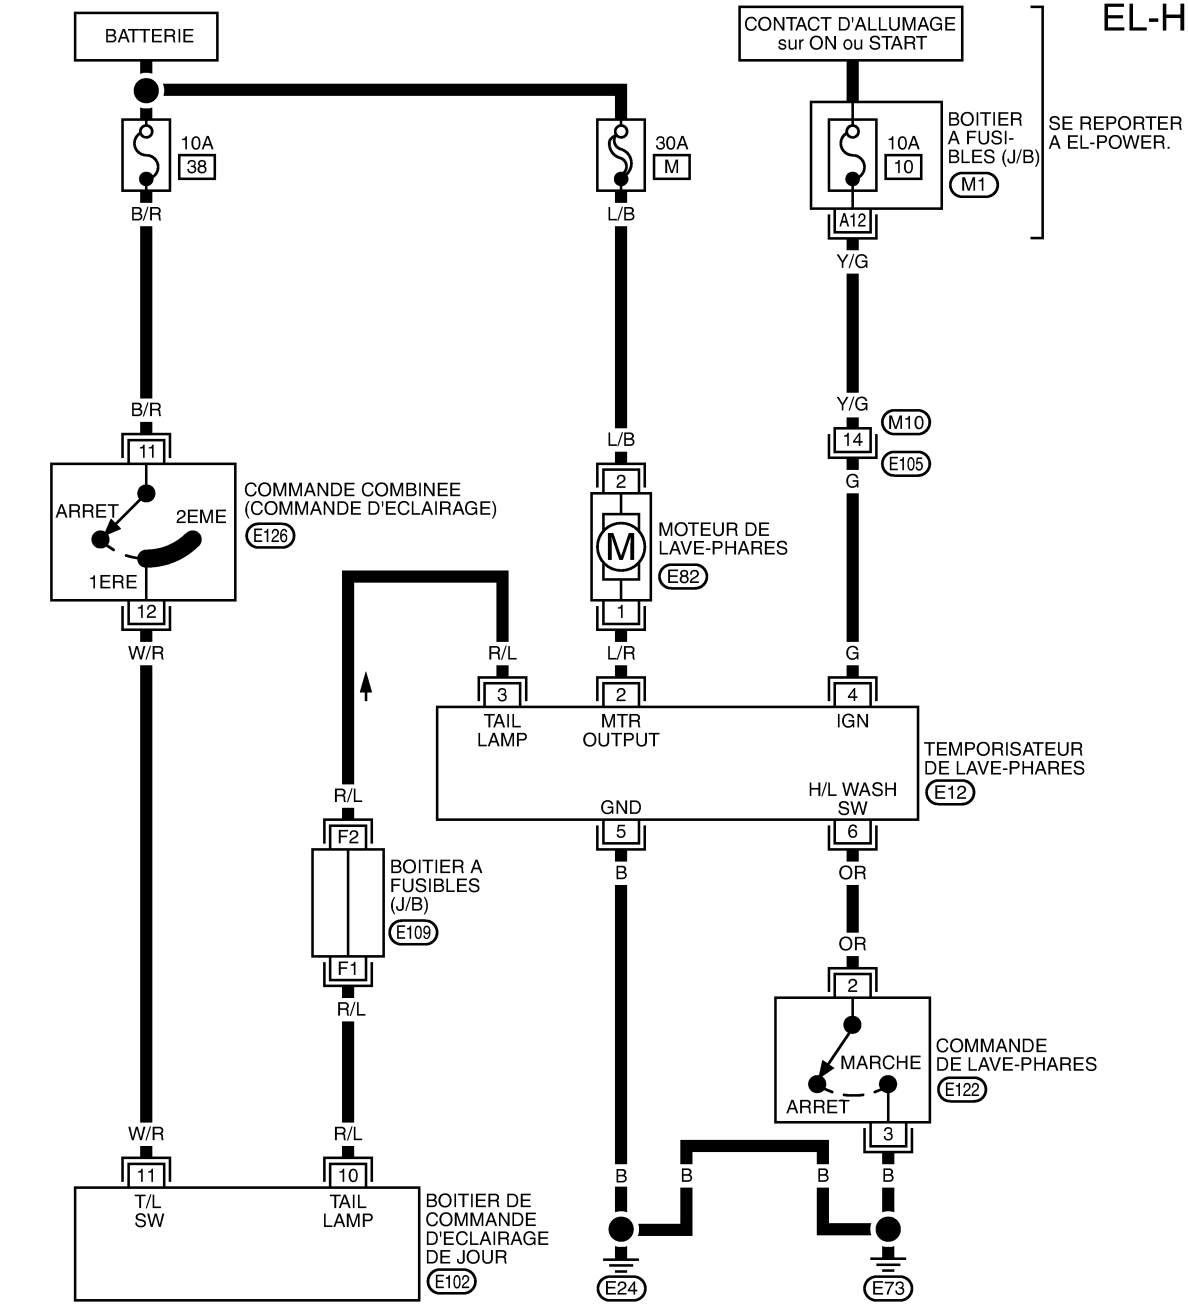 EL-H
BATTERIE
CONTACT D'ALLUMAGE
sur ON ou START
10A
38
30A
M
10A
10
BOITIER
A FUSI-
BLES (J/B)
M1
SE REPORTER
A EL-POWER.
A12
B/R
L/B
Y/G
B/R
L/B
Y/G
M10
14
E105
G
11
ARRET
2EME
1ERE
12
COMMANDE COMBINEE
(COMMANDE D'ECLAIRAGE)
E126
2
M
1
MOTEUR DE
LAVE-PHARES
E82
W/R
R/L
L/R
G
3
2
4
TAIL
LAMP
MTR
OUTPUT
IGN
GND
H/L WASH
SW
TEMPORISATEUR
DE LAVE-PHARES
E12
5
6
R/L
F2
BOITIER A
FUSIBLES
(J/B)
E109
F1
R/L
B
OR
OR
2
MARCHE
ARRET
COMMANDE
DE LAVE-PHARES
E122
3
W/R
R/L
11
10
T/L
SW
TAIL
LAMP
BOITIER DE
COMMANDE
D'ECLAIRAGE
DE JOUR
E102
B
B
B
B
E24
E73